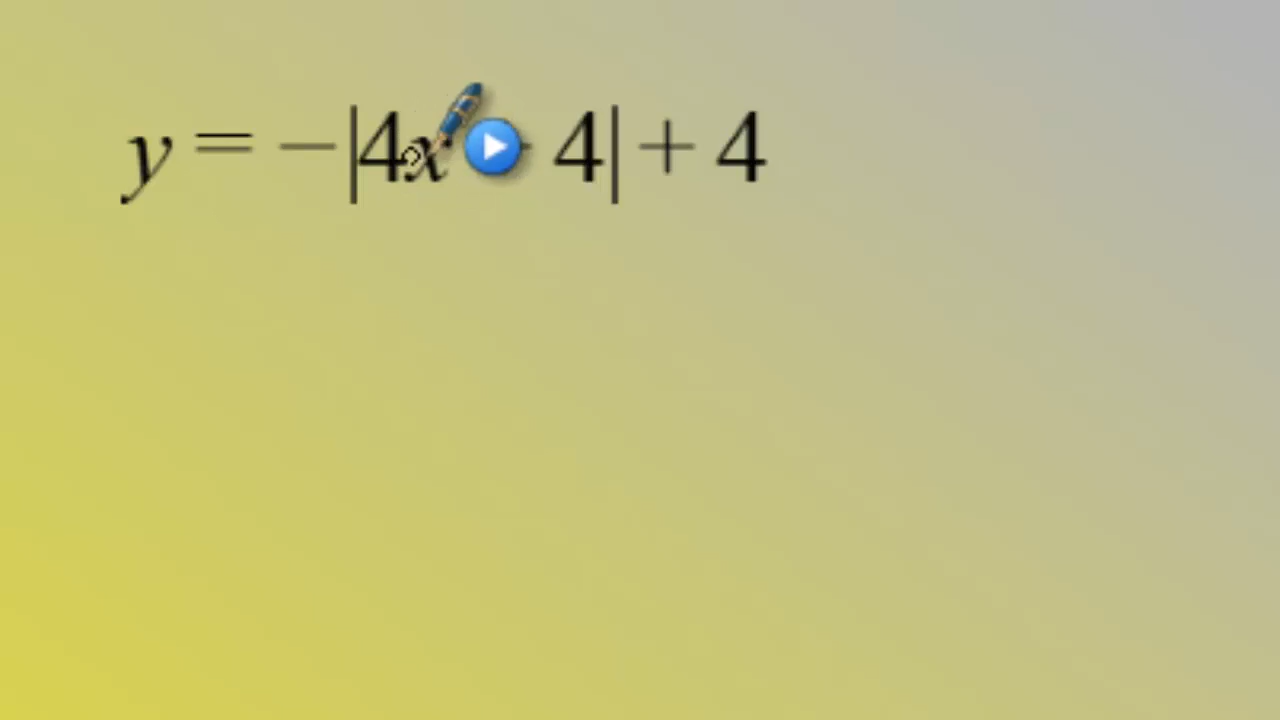 y = −|4x 4| + 4